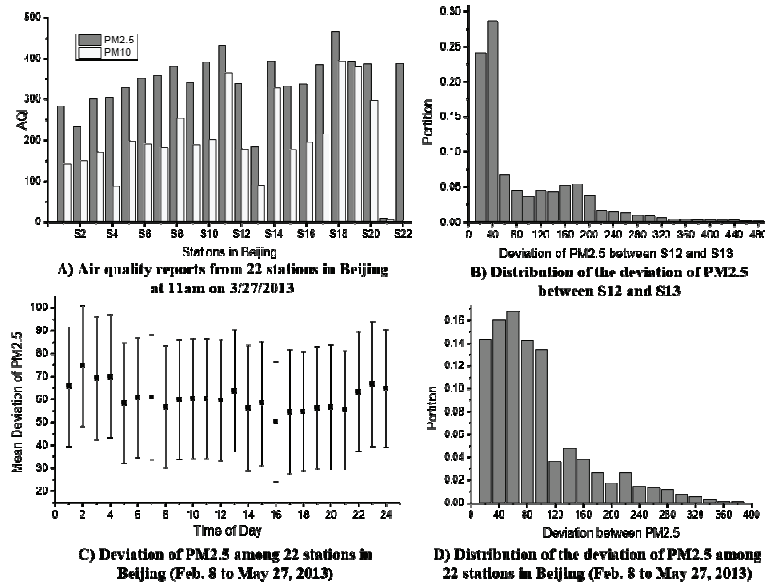 500
400
300
200
100
0
AQI
PM2.5
PM10
S2 S4 S6 S8 S10 S12 S14 S16 S18 S20 S22
Stations in Beijing
A) Air quality reports from 22 stations in Beijing
at 11am on 3/27/2013
0.30
0.25
0.20
0.15
0.10
0.05
0.00
Partition
0 40 80 120 160 200 240 280 320 360 400 440 480
Deviation of PM2.5 between S12 and S13
B) Distribution of the deviation of PM2.5
between S12 and S13
100
90
80
70
60
50
40
30
20
Mean Deviation of PM2.5
0 2 4 6 8 10 12 14 16 18 20 22 24
Time of Day
C) Deviation of PM2.5 among 22 stations in
Beijing (Feb. 8 to May 27, 2013)
0.16
0.14
0.12
0.10
0.08
0.06
0.04
0.02
0.00
Partition
0 40 80 120 160 200 240 280 320 360 400
Deviation between PM2.5
D) Distribution of the deviation of PM2.5 among
22 stations in Beijing (Feb. 8 to May 27, 2013)